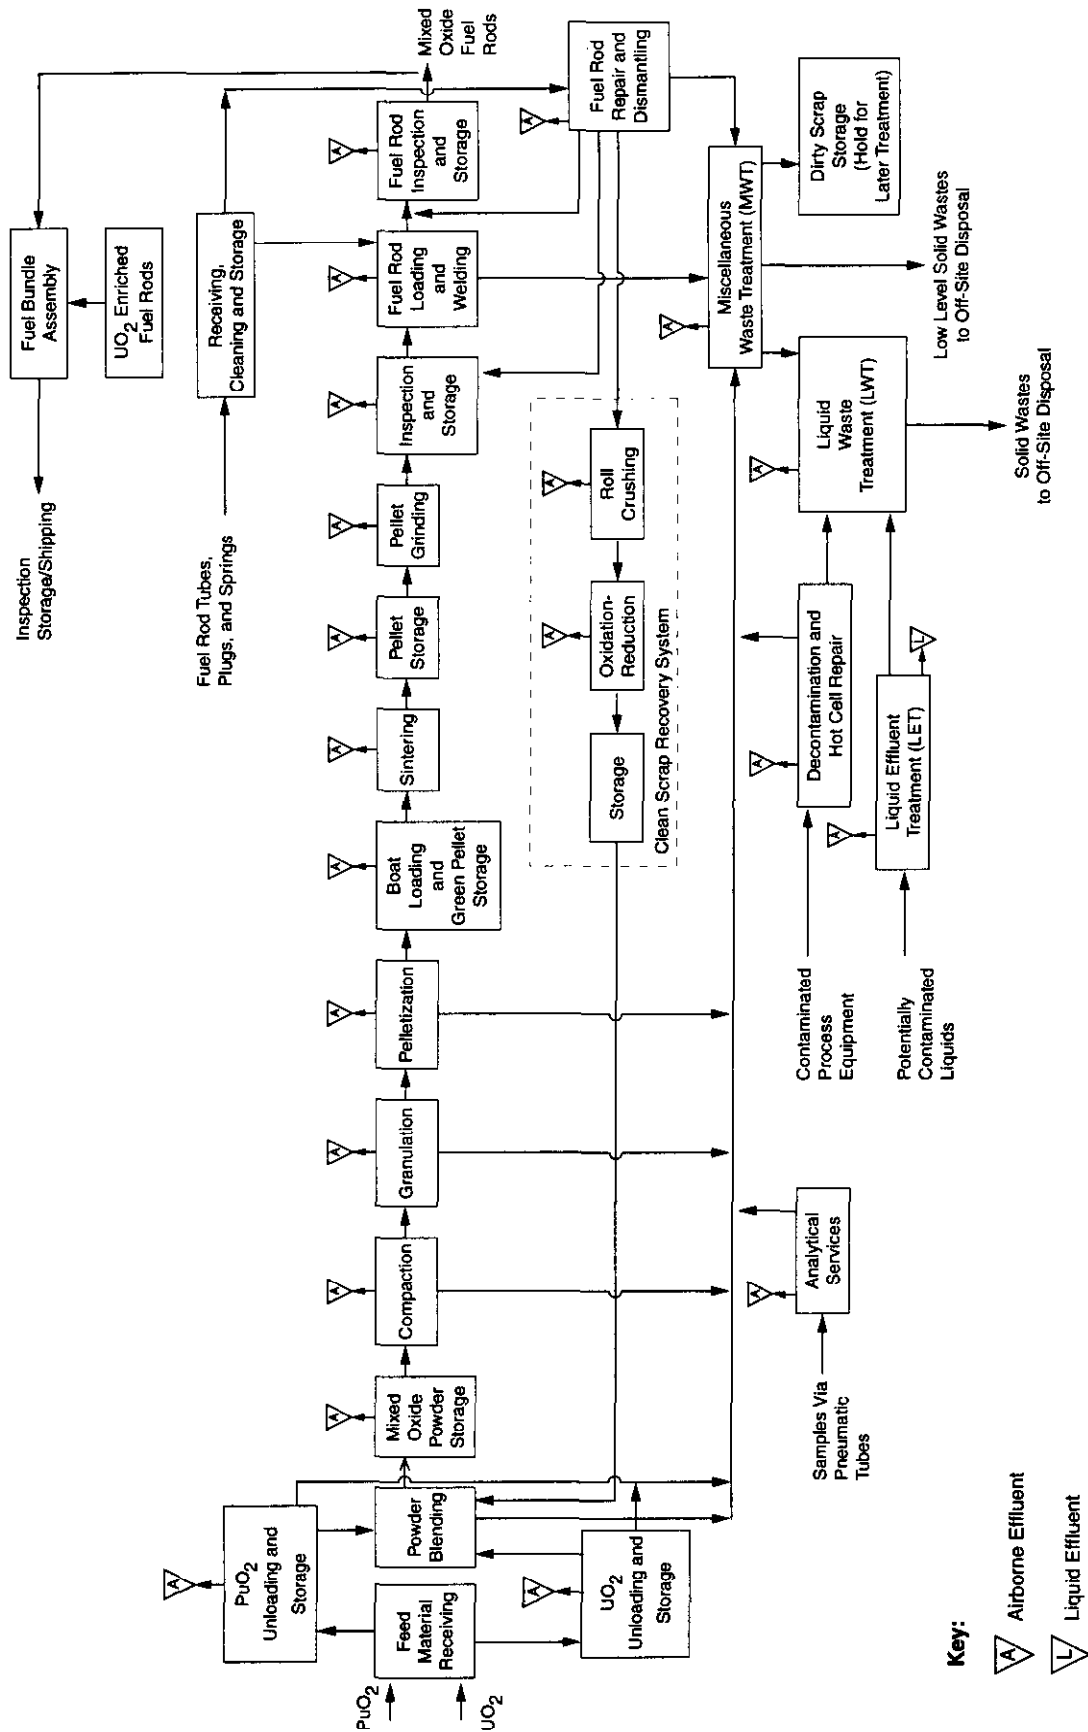 Inspection
Storage/Shipping
Fuel Bundle
Assembly
UO2 Enriched
Fuel Rods
Fuel Rod Tubes,
Plugs, and Springs
Receiving,
Cleaning and Storage
Mixed
Oxide
Fuel
Rods
A
PuO2
Unloading and
Storage
PuO2
UO2
Feed
Material
Receiving
Powder
Blending
A
UO2
Unloading and
Storage
A
Mixed
Oxide
Powder
Storage
A
Compaction
A
Granulation
A
Pelletization
A
Boat
Loading
and
Green Pellet
Storage
A
Sintering
A
Pellet
Storage
A
Pellet
Grinding
A
Inspection
and
Storage
A
Fuel Rod
Loading
and
Welding
A
Fuel Rod
Inspection
and
Storage
A
Fuel Rod
Repair and
Dismantling
Storage
A
Oxidation-
Reduction
A
Roll
Crushing
Clean Scrap Recovery System
A
Miscellaneous
Waste Treatment (MWT)
Dirty Scrap
Storage
(Hold for
Later Treatment)
Low Level Solid Wastes
to Off-Site Disposal
Samples Via
Pneumatic
Tubes
A
Analytical
Services
Contaminated
Process
Equipment
A
Decontamination and
Hot Cell Repair
A
Liquid
Waste
Treatment (LWT)
Solid Wastes
to Off-Site Disposal
Potentially
Contaminated
Liquids
A
Liquid Effluent
Treatment (LET)
L
Key:
A
Airborne Effluent
L
Liquid Effluent